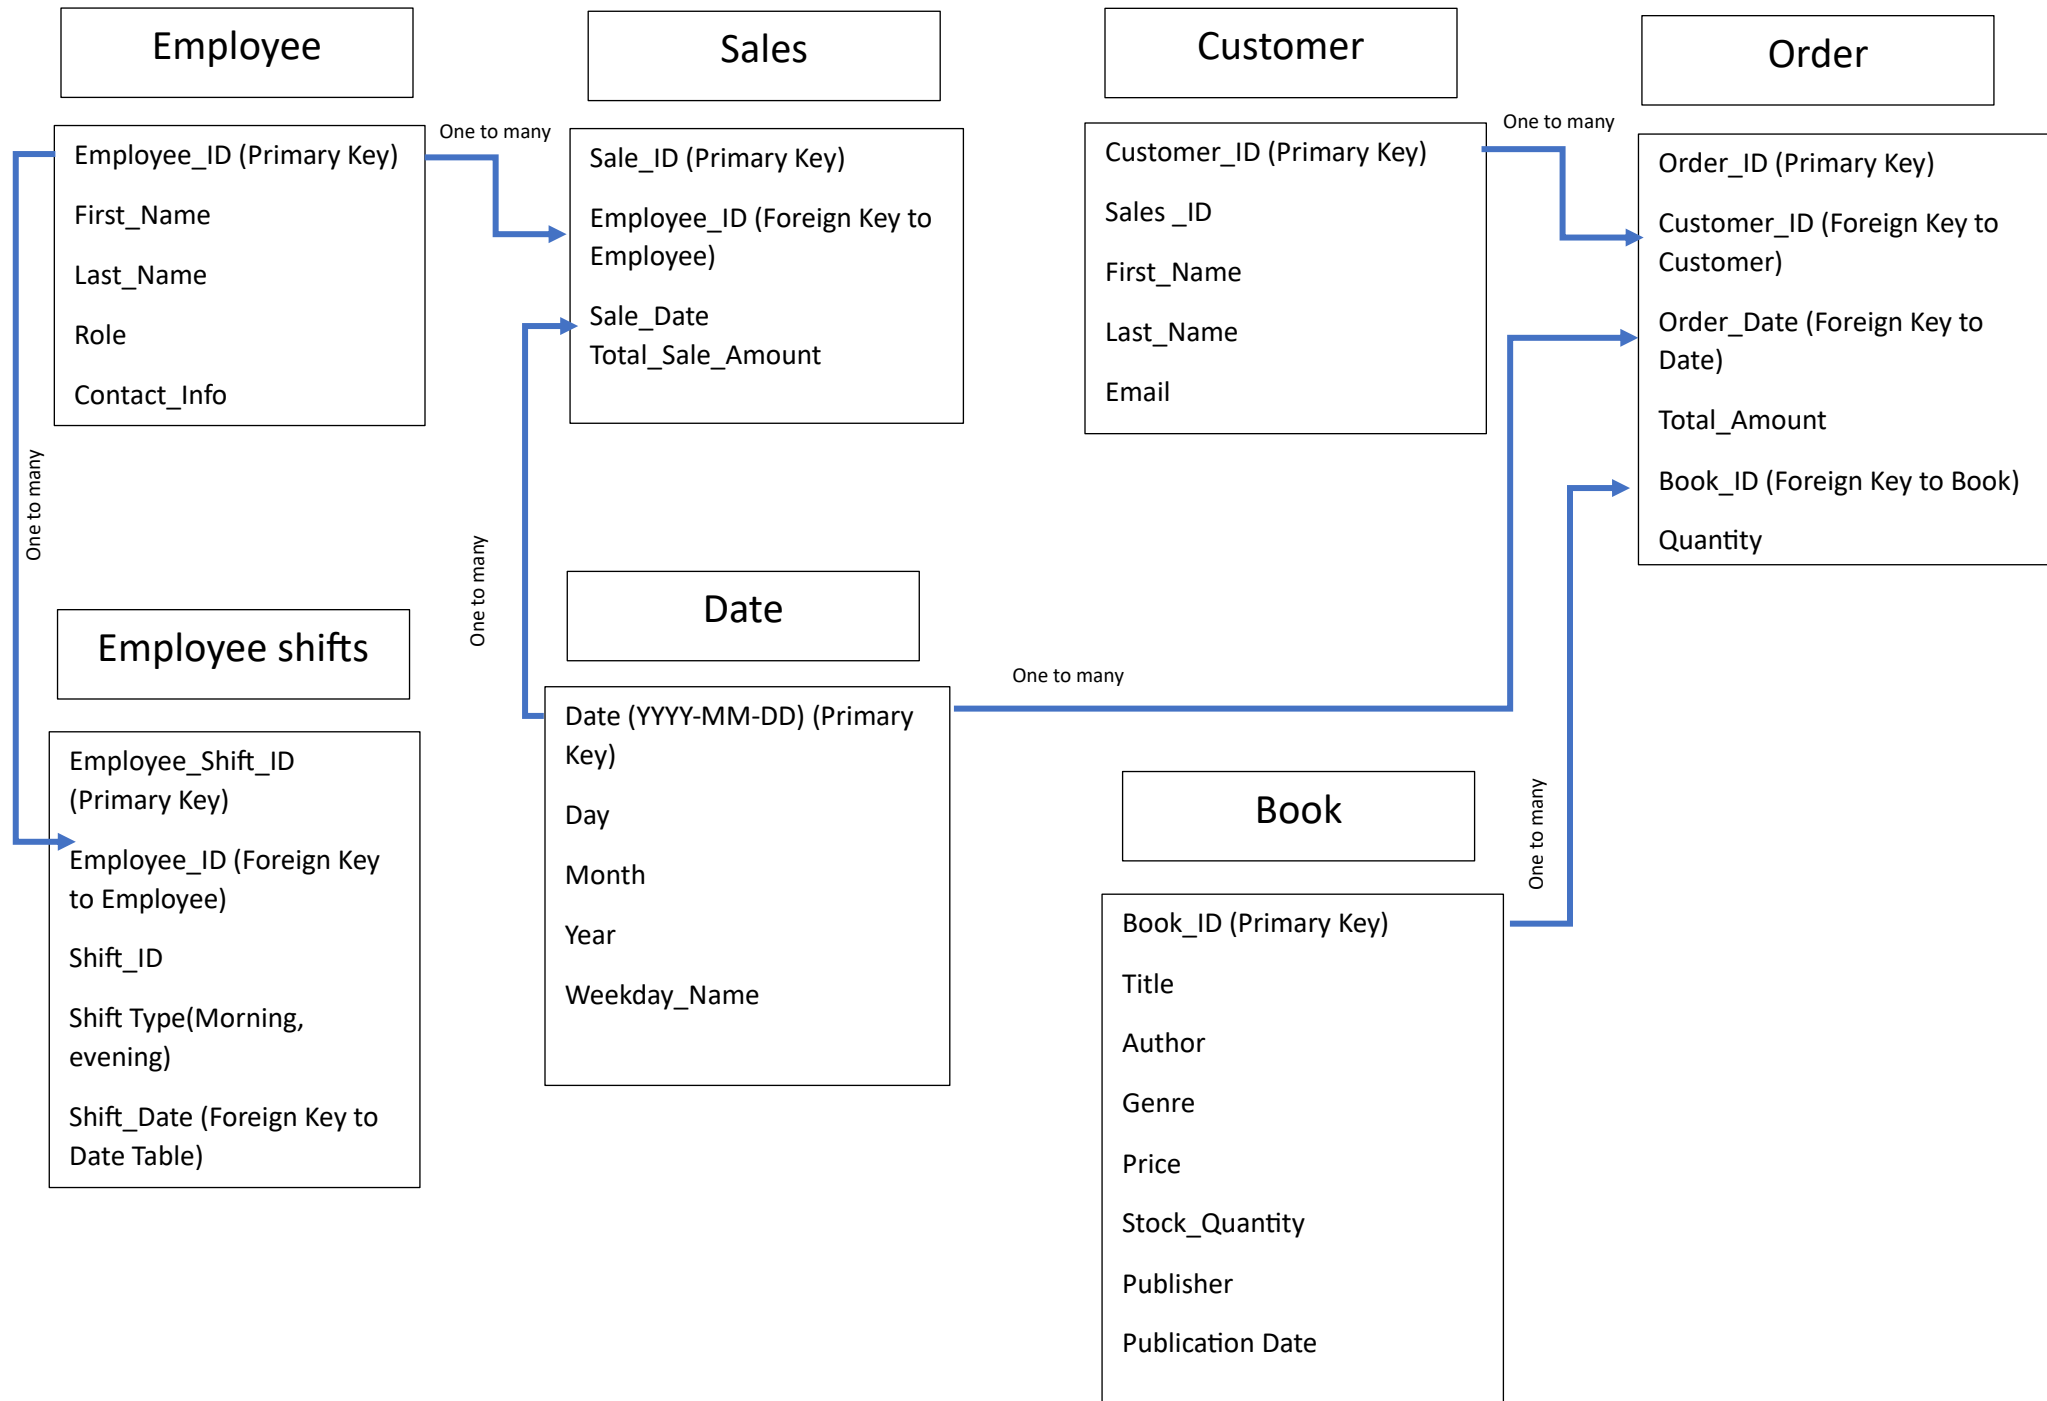 Employee
Employee_ID (Primary Key)
First_Name
Last_Name
Role
Contact_Info
One to many
Sales
Sale_ID (Primary Key)
Employee_ID (Foreign Key to
Employee)
Sale_Date
Total_Sale_Amount
Customer
Customer_ID (Primary Key)
Sales _ID
First_Name
Last_Name
Email
One to many
Order
Order_ID (Primary Key)
Customer_ID (Foreign Key to
Customer)
Order_Date (Foreign Key to
Date)
Total_Amount
Book_ID (Foreign Key to Book)
Quantity
One to many
Employee shifts
Employee_Shift_ID
(Primary Key)
Employee_ID (Foreign Key
to Employee)
Shift_ID
Shift Type(Morning,
evening)
Shift_Date (Foreign Key to
Date Table)
One to many
Date
Date (YYYY-MM-DD) (Primary
Key)
Day
Month
Year
Weekday_Name
One to many
Book
Book_ID (Primary Key)
Title
Author
Genre
Price
Stock_Quantity
Publisher
Publication Date
One to many